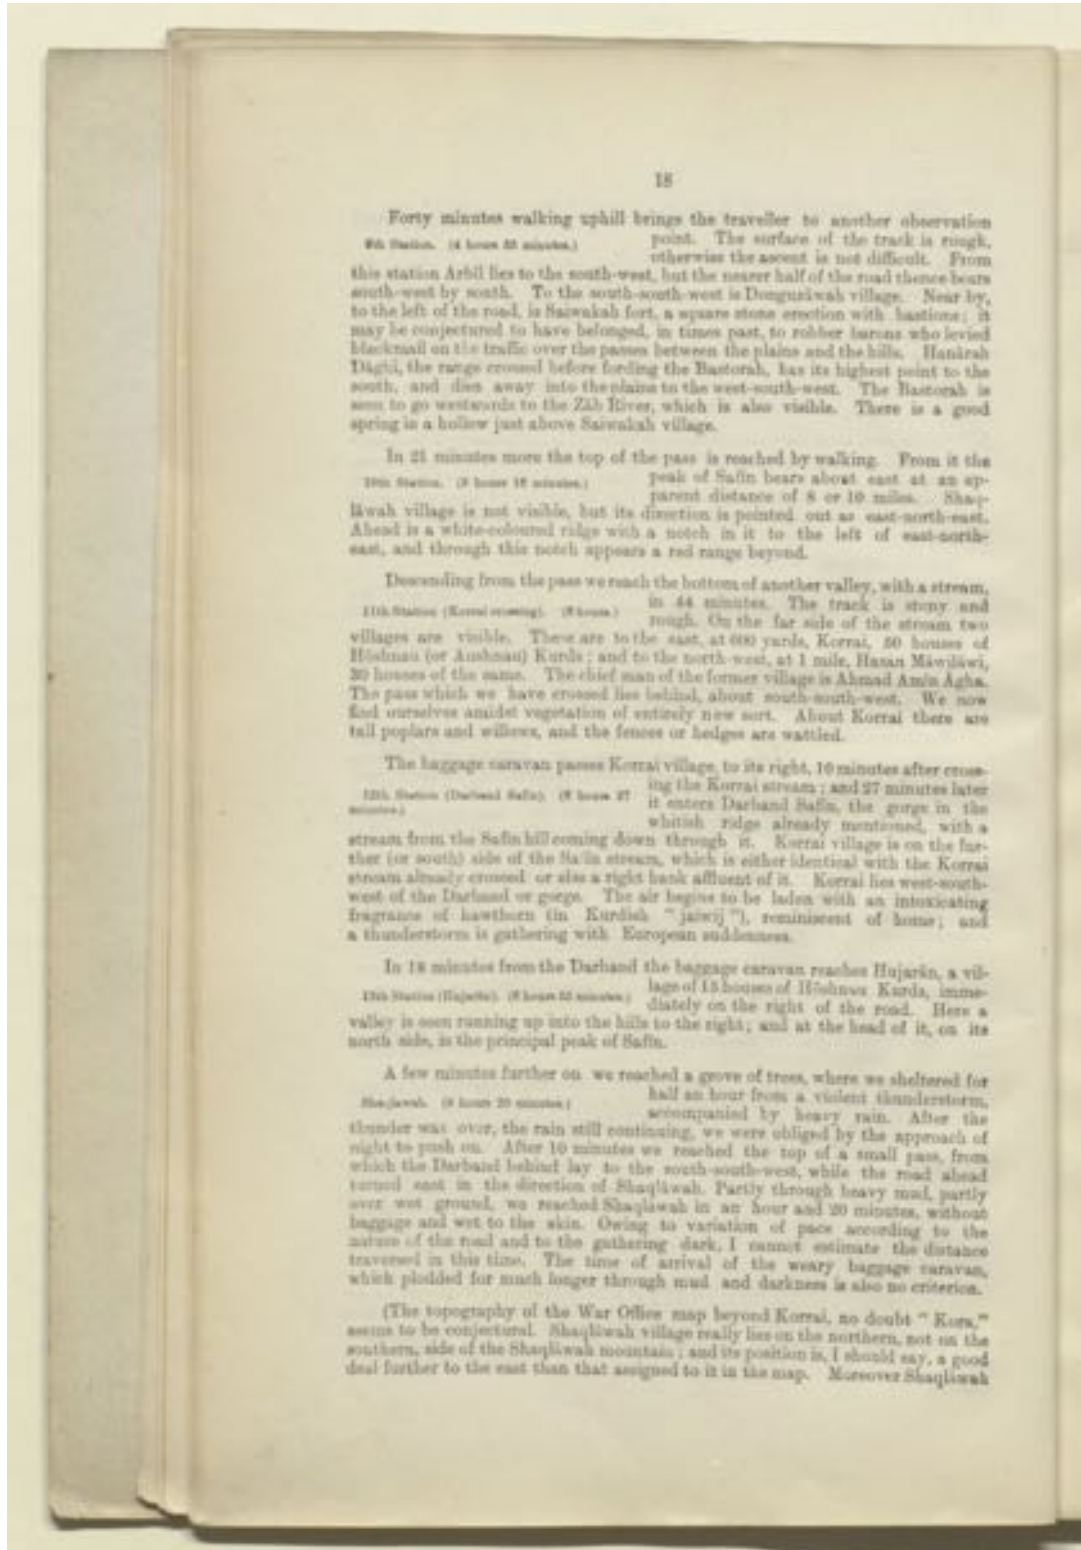 18
Forty minutes walking uphill brings the traveller to another observation
9th Station. (4 hours 55 minutes.)
point. The surface of the track is rough,
otherwise the ascent is not difficult. From
this station Arbil lies to the south-west, but the nearer half of the road thence bears
south-west by south. To the south-south-west is Donguzāwah village. Near by,
to the left of the road, is Saiwakah fort, a square stone erection with bastions; it
may be conjectured to have belonged, in times past, to robber barons who levied
blackmail on the traffic over the passes between the plains and the hills. Hanārah
Dāghi, the range crossed before fording the Bastorah, has its highest point to the
south, and dies away into the plains to the west-south-west. The Bastorah is
seen to go westwards to the Zāb River, which is also visible. There is a good
spring in a hollow just above Saiwakah village.
In 21 minutes more the top of the pass is reached by walking. From it the
10th Station. (5 hours 16 minutes.)
peak of Safīn bears about east at an ap-
parent distance of 8 or 10 miles. Shaq-
lāwah village is not visible, but its direction is pointed out as east-north-east.
Ahead is a white-coloured ridge with a notch in it to the left of east-north-
east, and through this notch appears a red range beyond.
Descending from the pass we reach the bottom of another valley, with a stream,
11th Station (Korrai crossing). (6 hours.)
in 44 minutes. The track is stony and
rough. On the far side of the stream two
villages are visible. These are to the east, at 600 yards, Korrai, 50 houses of
Hōshnau (or Aushnau) Kurds; and to the north-west, at 1 mile, Hasan Māwilāwi,
30 houses of the same. The chief man of the former village is Ahmad Amīn Āgha.
The pass which we have crossed lies behind, about south-south-west. We now
find ourselves amidst vegetation of entirely new sort. About Korrai there are
tall poplars and willows, and the fences or hedges are wattled.
The baggage caravan passes Korrai village, to its right, 10 minutes after cross-
12th Station (Darband Safīn). (6 hours 37
minutes.)
ing the Korrai stream; and 27 minutes later
it enters Darband Safīn, the gorge in the
whitish ridge already mentioned, with a
stream from the Safīn hill coming down through it. Korrai village is on the fur-
ther (or south) side of the Safīn stream, which is either identical with the Korrai
stream already crossed or else a right bank affluent of it. Korrai lies west-south-
west of the Darband or gorge. The air begins to be laden with an intoxicating
fragrance of hawthorn (in Kurdish "jaiwij"), reminiscent of home; and
a thunderstorm is gathering with European suddenness.
In 18 minutes from the Darband the baggage caravan reaches Hujarān, a vil-
13th Station (Hujarān). (6 hours 55 minutes.)
lage of 15 houses of Hōshnau Kurds, imme-
diately on the right of the road. Here a
valley is seen running up into the hills to the right; and at the head of it, on its
north side, is the principal peak of Safīn.
A few minutes further on we reached a grove of trees, where we sheltered for
Shaqlāwah. (8 hours 20 minutes.)
half an hour from a violent thunderstorm,
accompanied by heavy rain. After the
thunder was over, the rain still continuing, we were obliged by the approach of
night to push on. After 10 minutes we reached the top of a small pass, from
which the Darband behind lay to the south-south-west, while the road ahead
turned east in the direction of Shaqlāwah. Partly through heavy mud, partly
over wet ground, we reached Shaqlāwah in an hour and 20 minutes, without
baggage and wet to the skin. Owing to variation of pace according to the
nature of the road and to the gathering dark, I cannot estimate the distance
traversed in this time. The time of arrival of the weary baggage caravan,
which plodded for much longer through mud and darkness is also no criterion.
(The topography of the War Office map beyond Korrai, no doubt "Kora,"
seems to be conjectural. Shaqlāwah village really lies on the northern, not on the
southern, side of the Shaqlāwah mountain; and its position is, I should say, a good
deal further to the east than that assigned to it in the map. Moreover Shaqlāwah